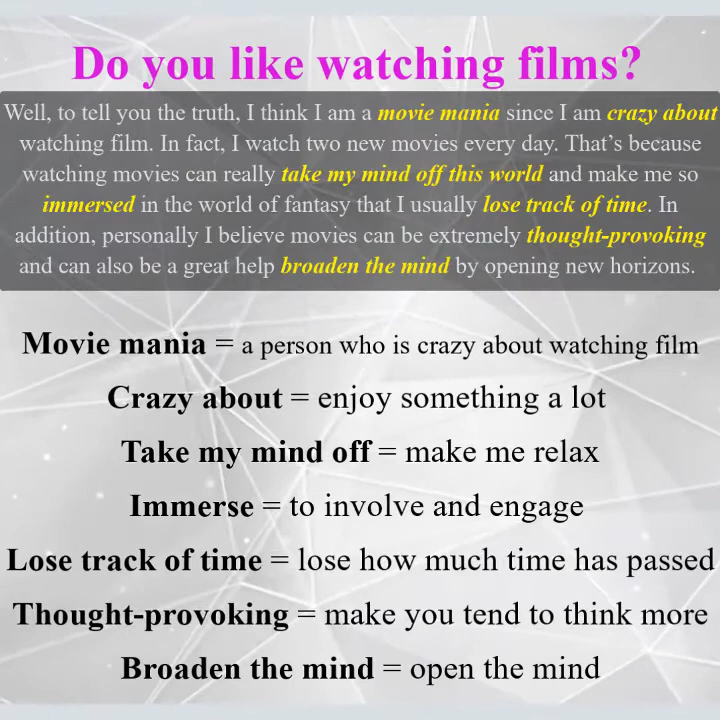 Do you like watching films?
Well, to tell you the truth, I think I am a movie mania since I am crazy about
watching film. In fact, I watch two new movies every day. That’s because
watching movies can really take my mind off this world and make me so
immersed in the world of fantasy that I usually lose track of time. In
addition, personally I believe movies can be extremely thought-provoking
and can also be a great help broaden the mind by opening new horizons.
Movie mania = a person who is crazy about watching film
Crazy about = enjoy something a lot
Take my mind off = make me relax
Immerse = to involve and engage
Lose track of time = lose how much time has passed
Thought-provoking = make you tend to think more
Broaden the mind = open the mind